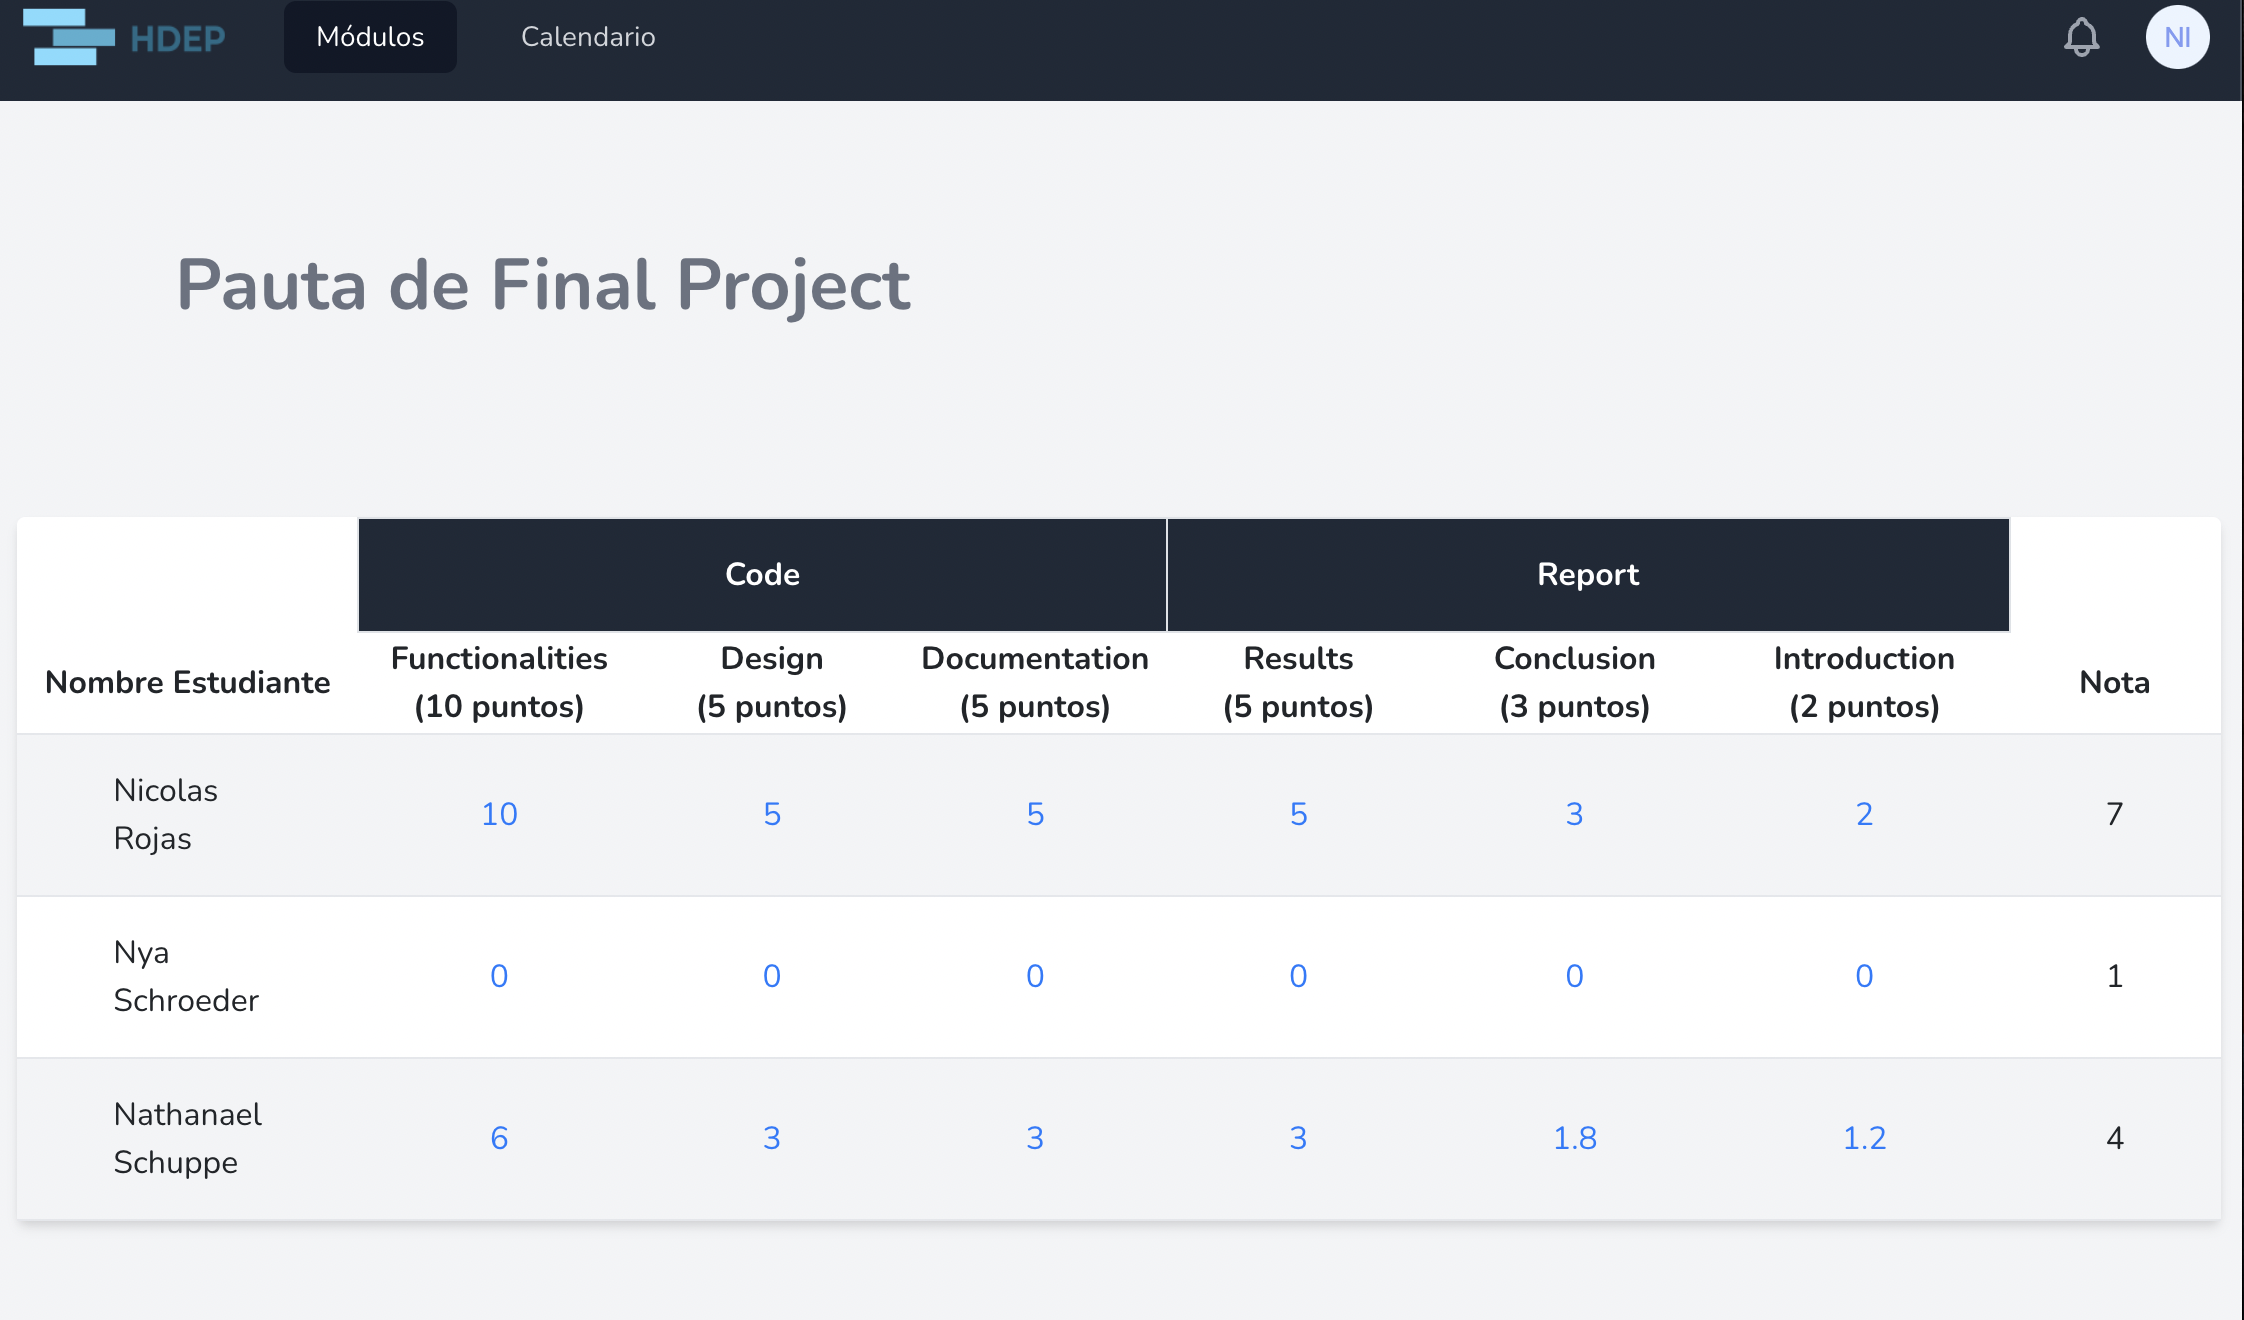 HDEP Módulos Calendario NI
Pauta de Final Project
Code Report
Nombre Estudiante Functionalities (10 puntos) Design (5 puntos) Documentation (5 puntos) Results (5 puntos) Conclusion (3 puntos) Introduction (2 puntos) Nota
Nicolas Rojas 10 5 5 5 3 2 7
Nya Schroeder 0 0 0 0 0 0 1
Nathanael Schuppe 6 3 3 3 1.8 1.2 4